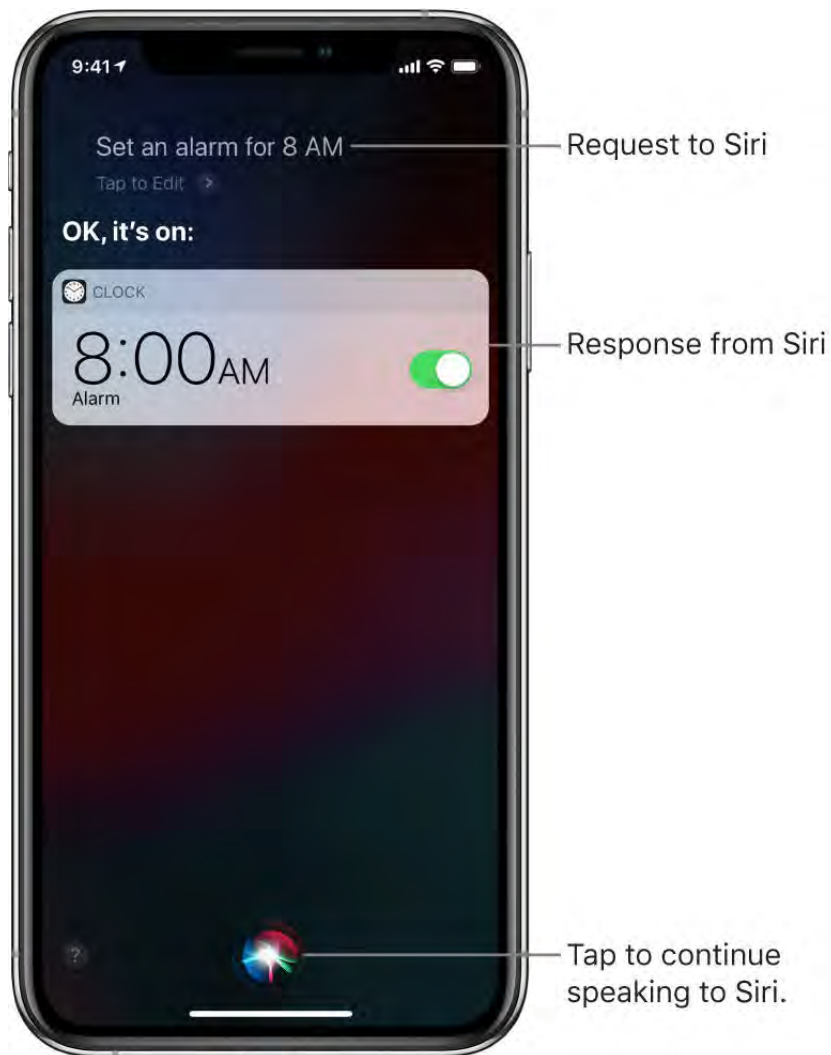 9:41
Set an alarm for 8 AM
Request to Siri
Tap to Edit
OK, it's on:
CLOCK
8:00AM
Alarm
Response from Siri
?
Tap to continue
speaking to Siri.